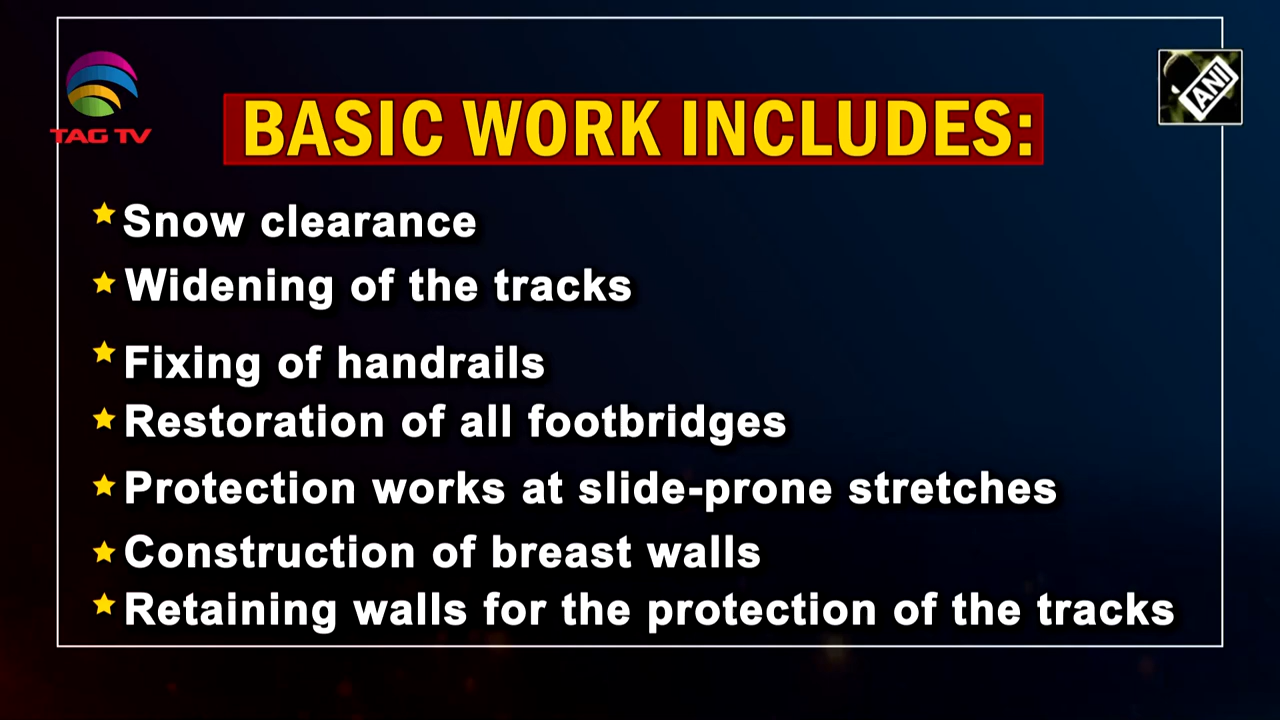 TAG TV
ANI
BASIC WORK INCLUDES:
Snow clearance
Widening of the tracks
Fixing of handrails
Restoration of all footbridges
Protection works at slide-prone stretches
Construction of breast walls
Retaining walls for the protection of the tracks